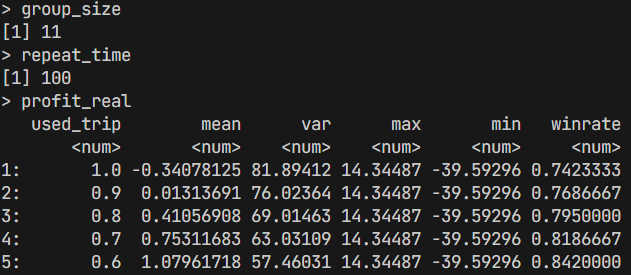 > group_size
[1] 11
> repeat_time
[1] 100
> profit_real
   used_trip        mean      var      max       min   winrate
       <num>       <num>    <num>    <num>     <num>     <num>
1:       1.0 -0.34078125 81.89412 14.34487 -39.59296 0.7423333
2:       0.9  0.01313691 76.02364 14.34487 -39.59296 0.7686667
3:       0.8  0.41056908 69.01463 14.34487 -39.59296 0.7950000
4:       0.7  0.75311683 63.03109 14.34487 -39.59296 0.8186667
5:       0.6  1.07961718 57.46031 14.34487 -39.59296 0.8420000